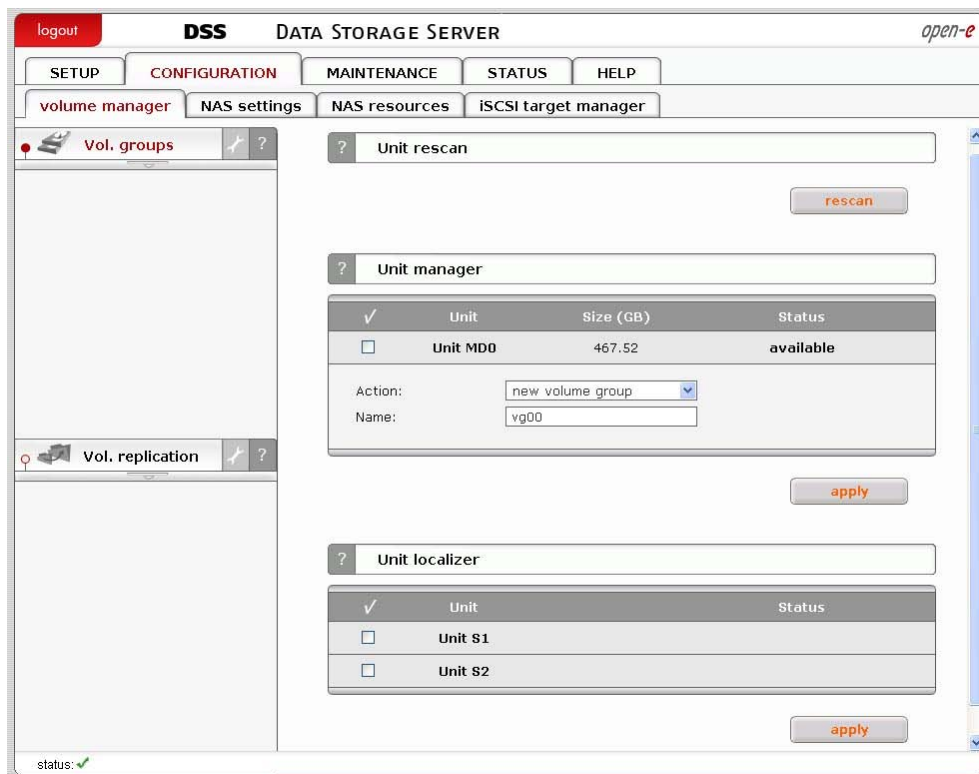 logout DSS DATA STORAGE SERVER open-e
SETUP CONFIGURATION MAINTENANCE STATUS HELP
volume manager NAS settings NAS resources iSCSI target manager
Vol. groups ?
? Unit rescan
rescan
? Unit manager
√ Unit Size (GB) Status
Unit MD0 467.52 available
Action: new volume group
Name: vg00
Vol. replication ?
apply
? Unit localizer
√ Unit Status
Unit S1
Unit S2
apply
status: